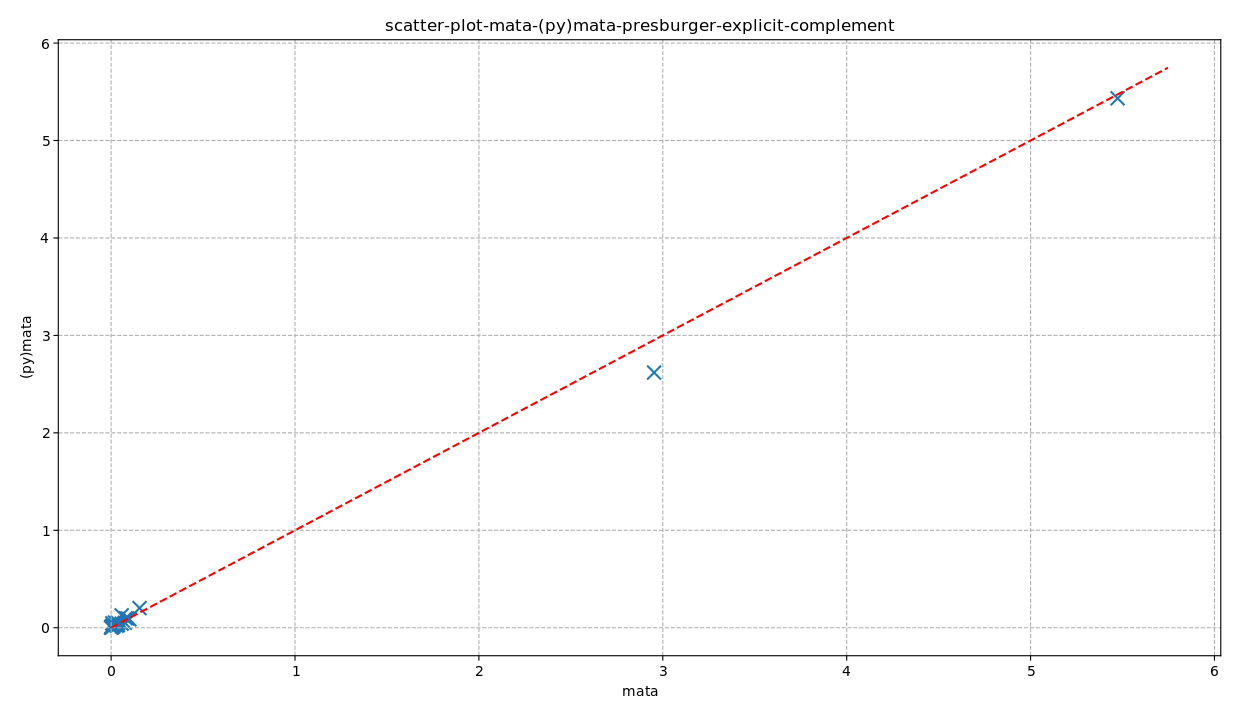 scatter-plot-mata-(py)mata-presburger-explicit-complement
6
5
4
3
2
1
0
(py)mata
0 1 2 3 4 5 6
mata